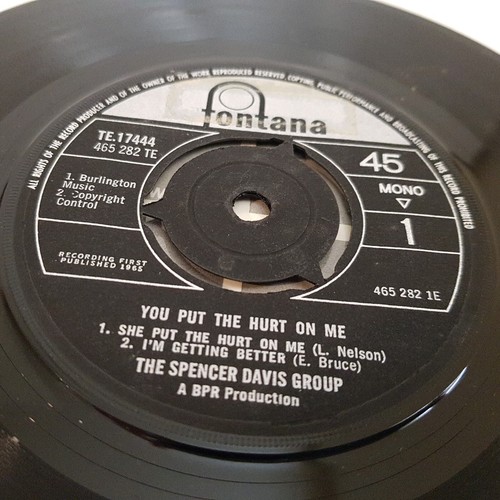 ALL RIGHTS OF THE RECORD PRODUCER AND OF THE OWNER OF THE WORK REPRODUCED RESERVED. COPYING, PUBLIC PERFORMANCE AND BROADCASTING OF THIS RECORD PROHIBITED
fontana
TE.17444
465 282 TE
1. Burlington
Music
2. Copyright
Control
RECORDING FIRST
PUBLISHED 1965
45
MONO
1
465 282 1E
YOU PUT THE HURT ON ME
1. SHE PUT THE HURT ON ME (L. Nelson)
2. I'M GETTING BETTER (E. Bruce)
THE SPENCER DAVIS GROUP
A BPR Production